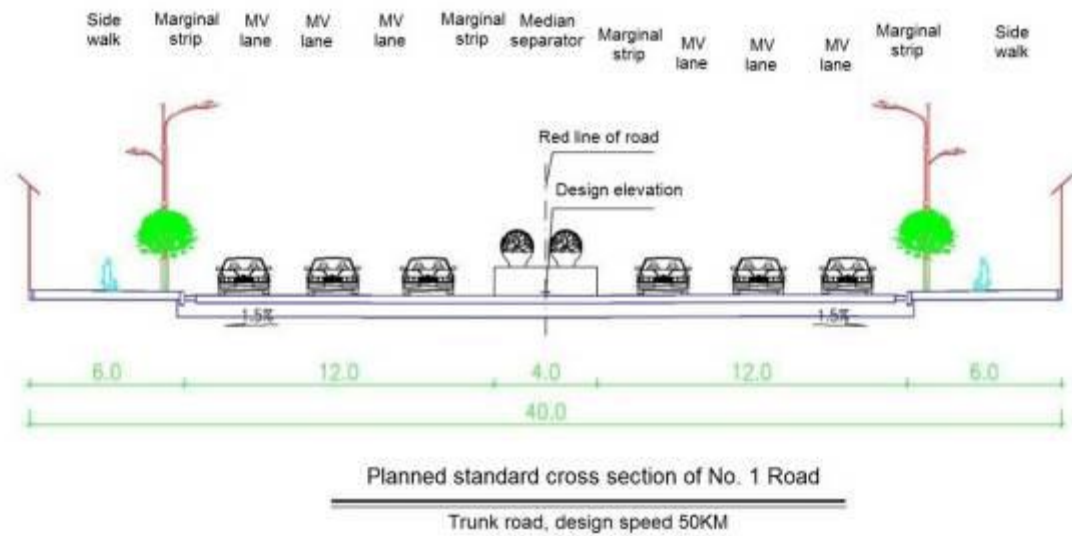 Side walk
Marginal strip
MV lane
MV lane
MV lane
Marginal strip
Median separator
Marginal strip
MV lane
MV lane
MV lane
Marginal strip
Side walk
Red line of road
Design elevation
1.5%
1.5%
6.0
12.0
4.0
12.0
6.0
40.0
Planned standard cross section of No. 1 Road
Trunk road, design speed 50KM